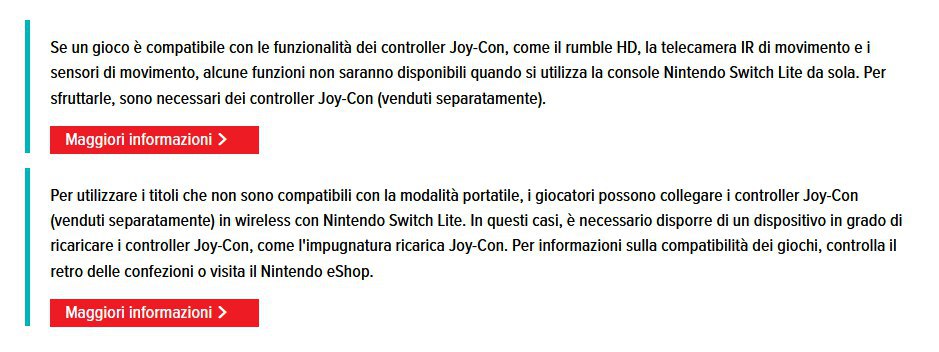 Se un gioco è compatibile con le funzionalità dei controller Joy-Con, come il rumble HD, la telecamera IR di movimento e i
sensori di movimento, alcune funzioni non saranno disponibili quando si utilizza la console Nintendo Switch Lite da sola. Per
sfruttarle, sono necessari dei controller Joy-Con (venduti separatamente).
Maggiori informazioni >
Per utilizzare i titoli che non sono compatibili con la modalità portatile, i giocatori possono collegare i controller Joy-Con
(venduti separatamente) in wireless con Nintendo Switch Lite. In questi casi, è necessario disporre di un dispositivo in grado di
ricaricare i controller Joy-Con, come l'impugnatura ricarica Joy-Con. Per informazioni sulla compatibilità dei giochi, controlla il
retro delle confezioni o visita il Nintendo eShop.
Maggiori informazioni >